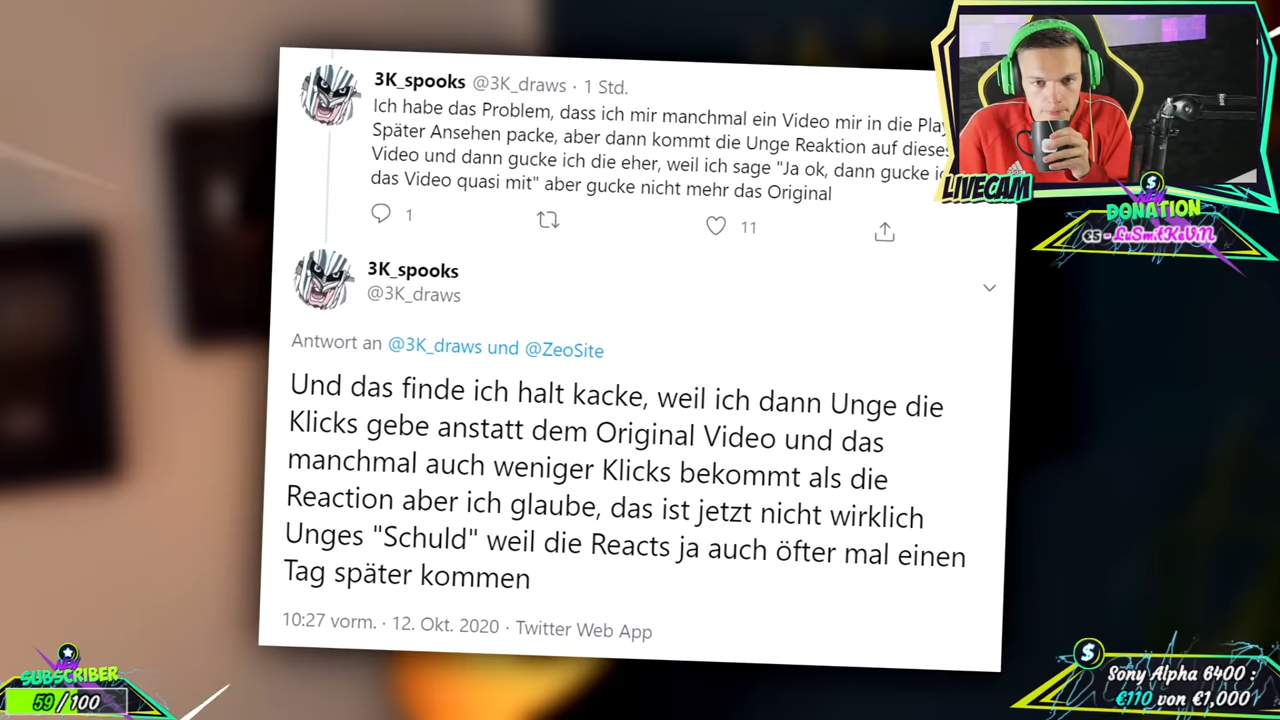 3K_spooks @3K_draws · 1 Std.
Ich habe das Problem, dass ich mir manchmal ein Video mir in die Play
Später Ansehen packe, aber dann kommt die Unge Reaktion auf dieses
Video und dann gucke ich die eher, weil ich sage "Ja ok, dann gucke
das Video quasi mit" aber gucke nicht mehr das Original
1
11
3K_spooks
@3K_draws
Antwort an @3K_draws und @ZeoSite
Und das finde ich halt kacke, weil ich dann Unge die
Klicks gebe anstatt dem Original Video und das
manchmal auch weniger Klicks bekommt als die
Reaction aber ich glaube, das ist jetzt nicht wirklich
Unges "Schuld" weil die Reacts ja auch öfter mal einen
Tag später kommen
10:27 vorm. · 12. Okt. 2020 · Twitter Web App
LIVECAM
$
NEW
DONATION
€5 -
NEW
SUBSCRIBER
59 / 100
$
Sony Alpha 6400 :
€110 von €1,000